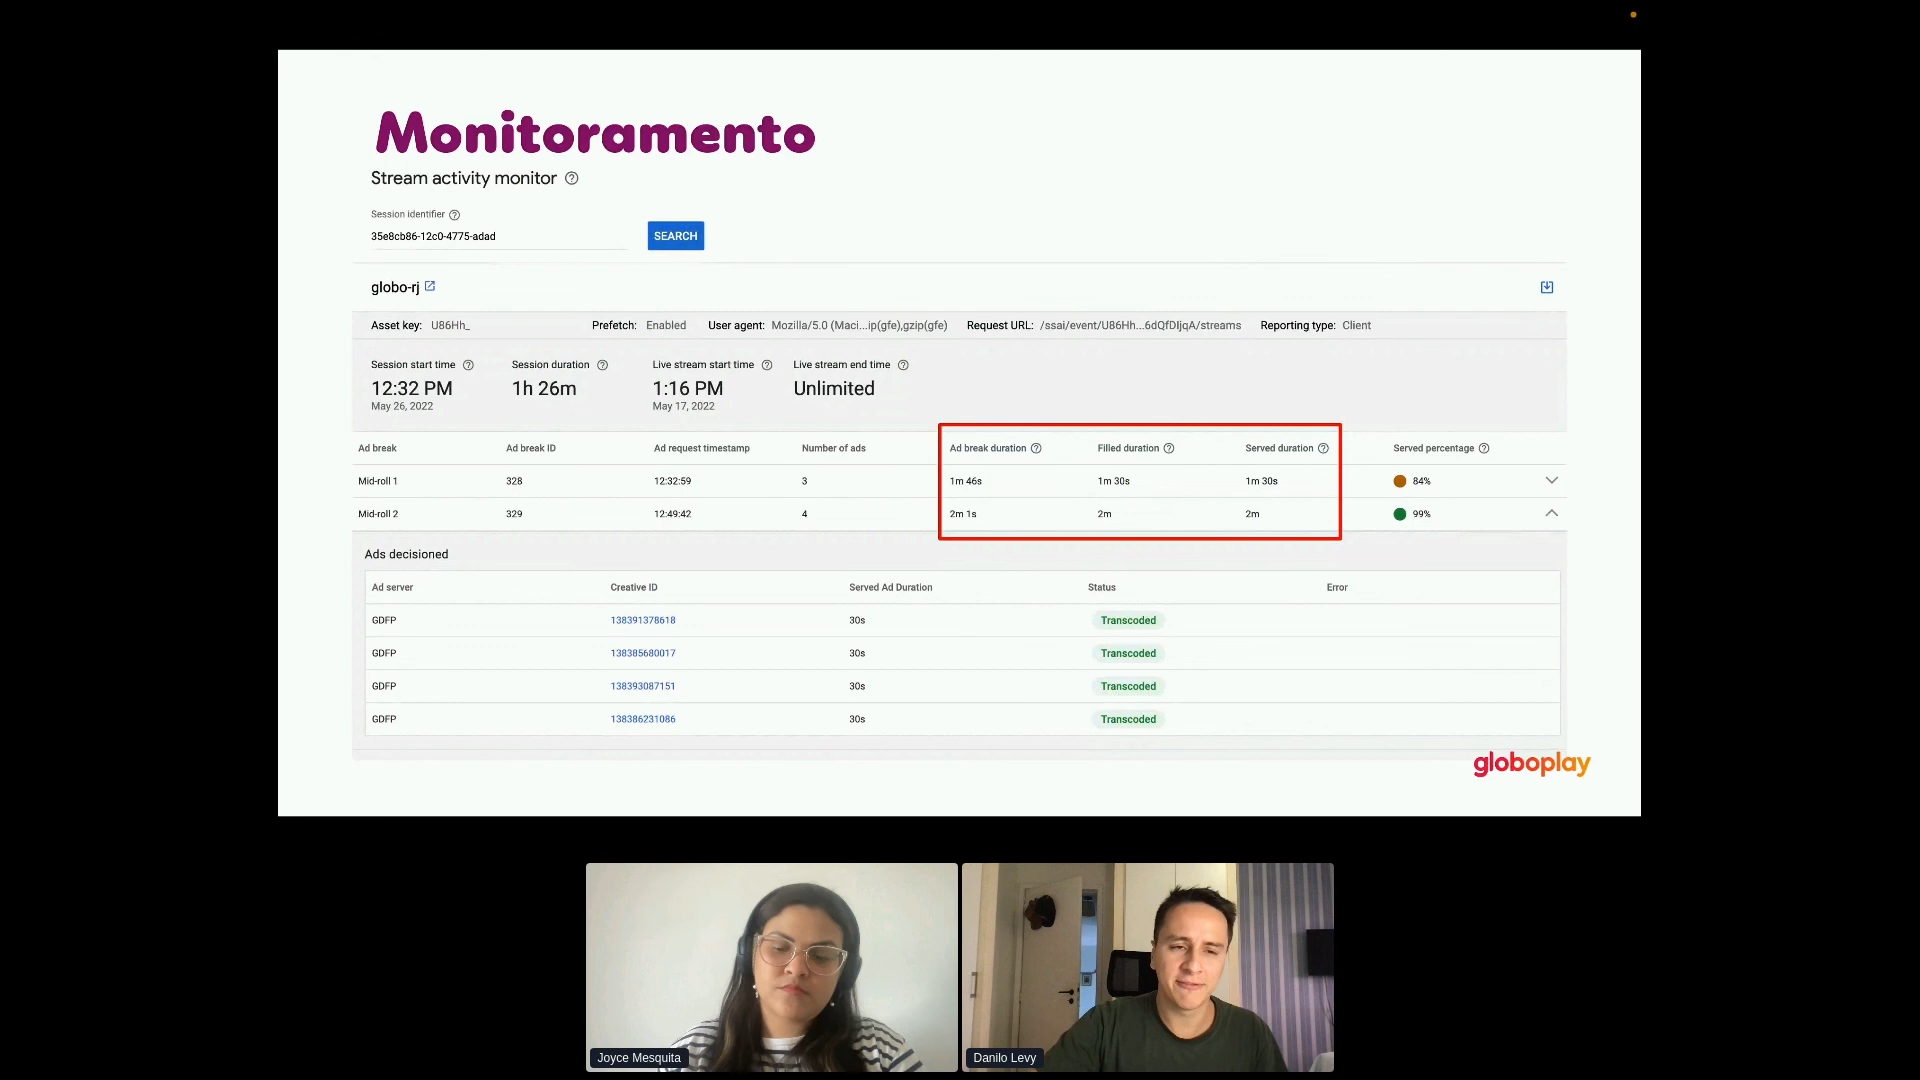 Monitoramento
Stream activity monitor
Session identifier
35e8cb86-12c0-4775-adad
SEARCH
globo-rj
Asset key: U86Hh_ Prefetch: Enabled User agent: Mozilla/5.0 (Maci...ip(gfe),gzip(gfe) Request URL: /ssai/event/U86Hh...6dQfDIjqA/streams Reporting type: Client
Session start time Session duration Live stream start time Live stream end time
12:32 PM 1h 26m 1:16 PM Unlimited
May 26, 2022 May 17, 2022
Ad break Ad break ID Ad request timestamp Number of ads Ad break duration Filled duration Served duration Served percentage
Mid-roll 1 328 12:32:59 3 1m 46s 1m 30s 1m 30s 84%
Mid-roll 2 329 12:49:42 4 2m 1s 2m 2m 99%
Ads decisioned
Ad server Creative ID Served Ad Duration Status Error
GDFP 138391378618 30s Transcoded
GDFP 138385680017 30s Transcoded
GDFP 138393087151 30s Transcoded
GDFP 138386231086 30s Transcoded
globoplay
Joyce Mesquita
Danilo Levy